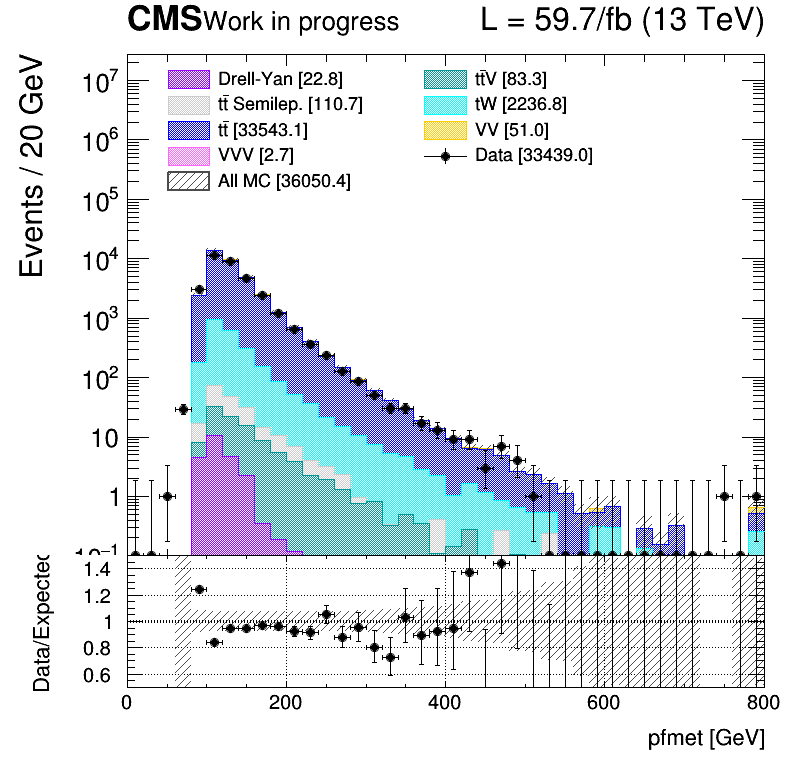 CMS Work in progress L = 59.7/fb (13 TeV)
Events / 20 GeV
Drell-Yan [22.8] tt̄V [83.3]
tt̄ Semilep. [110.7] tW [2236.8]
tt̄ [33543.1] VV [51.0]
VVV [2.7] Data [33439.0]
All MC [36050.4]
10⁷
10⁶
10⁵
10⁴
10³
10²
10
1
10⁻¹
Data/Expected
1.4
1.2
1
0.8
0.6
0 200 400 600 800
pfmet [GeV]